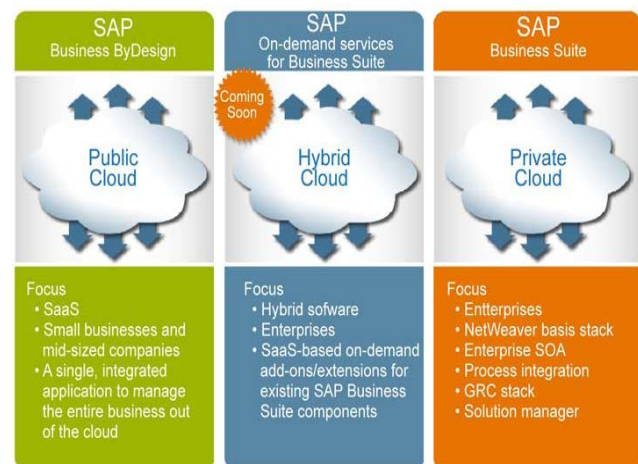 SAP
Business ByDesign
Public
Cloud
Focus
• SaaS
• Small businesses and
mid-sized companies
• A single, integrated
application to manage
the entire business out
of the cloud
SAP
On-demand services
for Business Suite
Coming
Soon
Hybrid
Cloud
Focus
• Hybrid sofware
• Enterprises
• SaaS-based on-demand
add-ons/extensions for
existing SAP Business
Suite components
SAP
Business Suite
Private
Cloud
Focus
• Entterprises
• NetWeaver basis stack
• Enterprise SOA
• Process integration
• GRC stack
• Solution manager